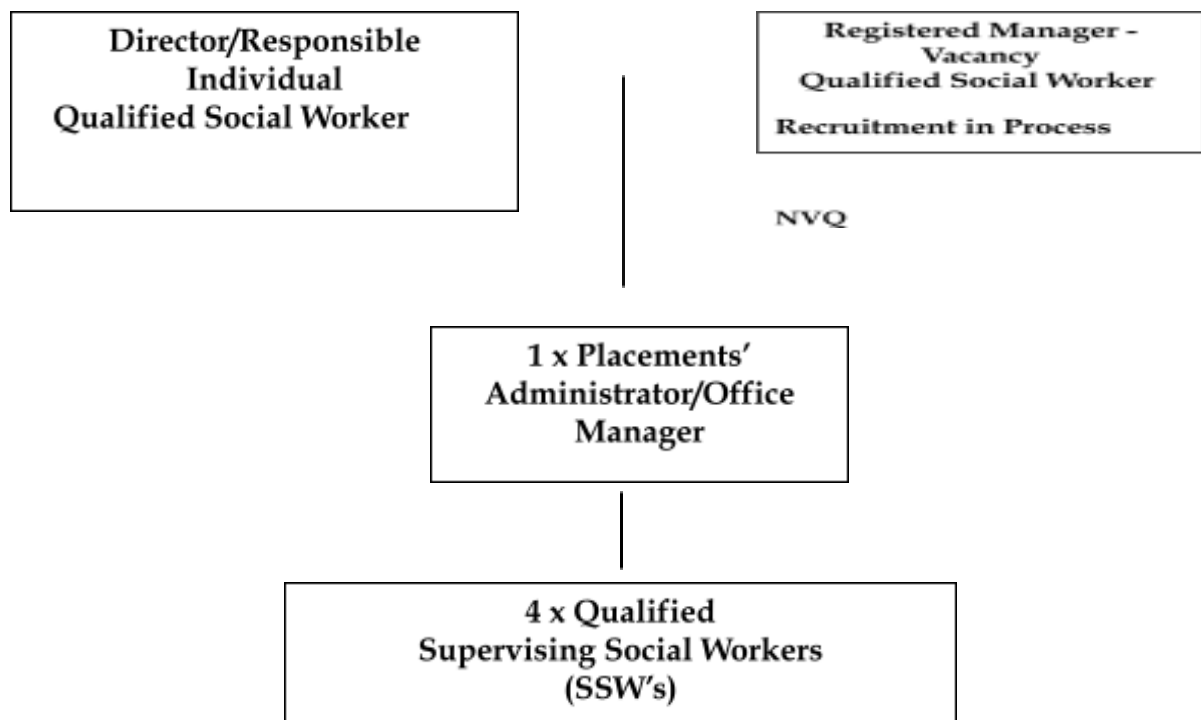 Director/Responsible
Individual
Qualified Social Worker
Registered Manager -
Vacancy
Qualified Social Worker
Recruitment in Process
NVQ
1 x Placements’
Administrator/Office
Manager
4 x Qualified
Supervising Social Workers
(SSW’s)